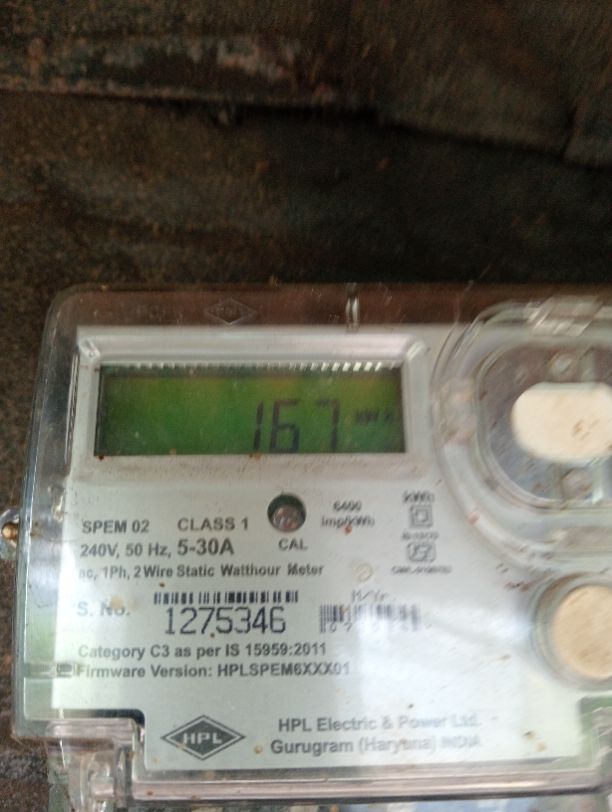 167
SPEM 02 CLASS 1
6400
imp/kWh
kWh
240V, 50 Hz, 5-30A
CAL
ac, 1Ph, 2 Wire Static Watthour Meter
S. No.
M/Yr.
1275346
Category C3 as per IS 15959:2011
Firmware Version: HPLSPEM6XXX01
HPL
HPL Electric & Power Ltd.
Gurugram (Haryana) INDIA